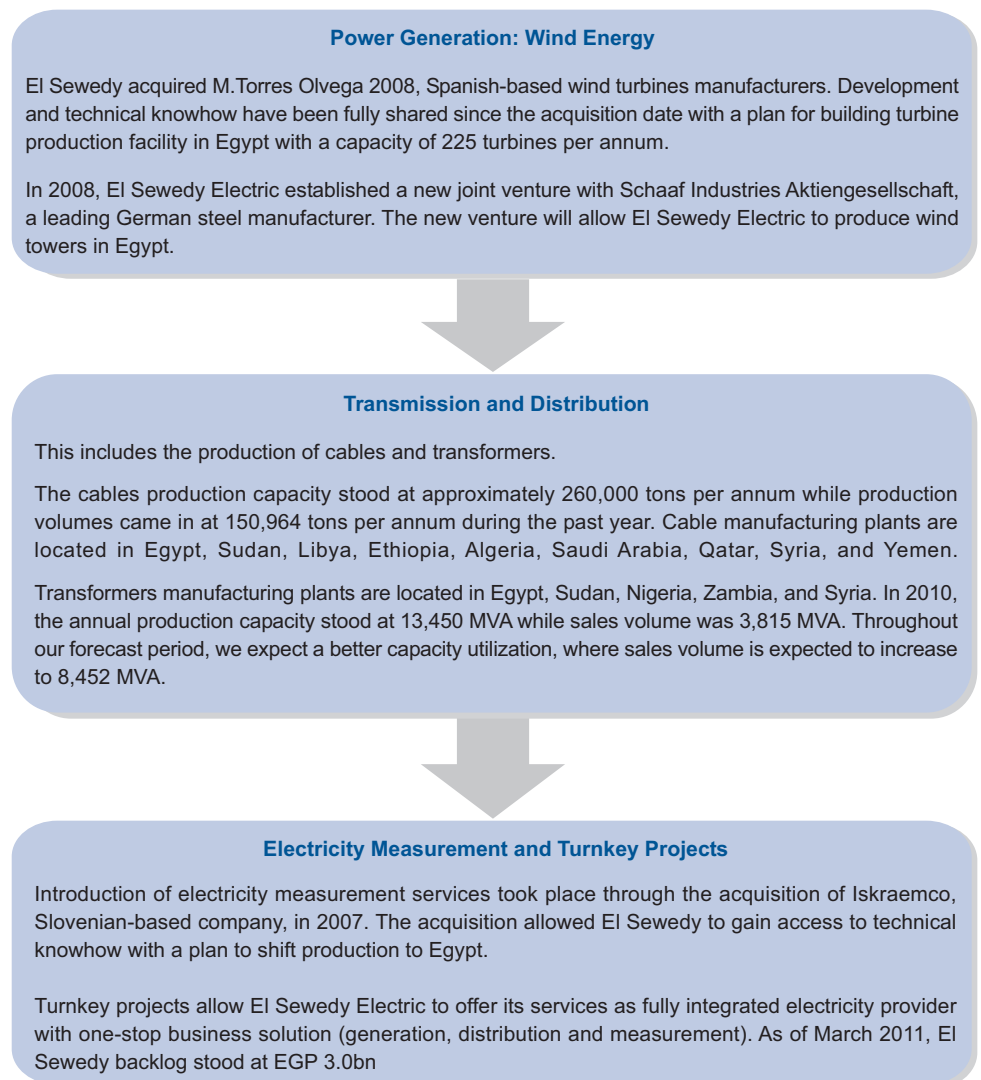 Power Generation: Wind Energy
El Sewedy acquired M.Torres Olvega 2008, Spanish-based wind turbines manufacturers. Development
and technical knowhow have been fully shared since the acquisition date with a plan for building turbine
production facility in Egypt with a capacity of 225 turbines per annum.
In 2008, El Sewedy Electric established a new joint venture with Schaaf Industries Aktiengesellschaft,
a leading German steel manufacturer. The new venture will allow El Sewedy Electric to produce wind
towers in Egypt.
Transmission and Distribution
This includes the production of cables and transformers.
The cables production capacity stood at approximately 260,000 tons per annum while production
volumes came in at 150,964 tons per annum during the past year. Cable manufacturing plants are
located in Egypt, Sudan, Libya, Ethiopia, Algeria, Saudi Arabia, Qatar, Syria, and Yemen.
Transformers manufacturing plants are located in Egypt, Sudan, Nigeria, Zambia, and Syria. In 2010,
the annual production capacity stood at 13,450 MVA while sales volume was 3,815 MVA. Throughout
our forecast period, we expect a better capacity utilization, where sales volume is expected to increase
to 8,452 MVA.
Electricity Measurement and Turnkey Projects
Introduction of electricity measurement services took place through the acquisition of Iskraemco,
Slovenian-based company, in 2007. The acquisition allowed El Sewedy to gain access to technical
knowhow with a plan to shift production to Egypt.
Turnkey projects allow El Sewedy Electric to offer its services as fully integrated electricity provider
with one-stop business solution (generation, distribution and measurement). As of March 2011, El
Sewedy backlog stood at EGP 3.0bn